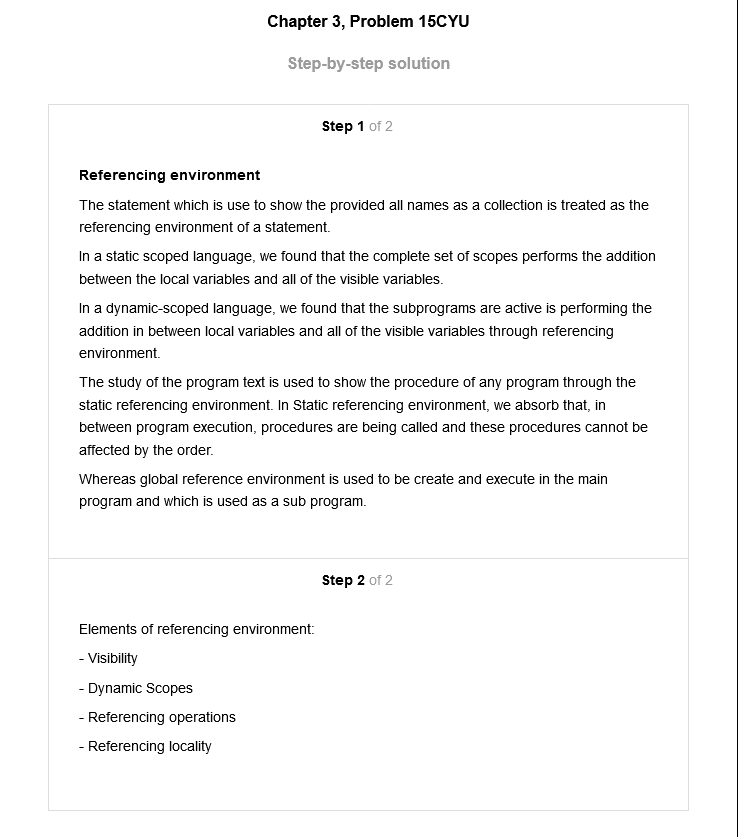 Chapter 3, Problem 15CYU
Step-by-step solution
Step 1 of 2
Referencing environment
The statement which is use to show the provided all names as a collection is treated as the
referencing environment of a statement.
In a static scoped language, we found that the complete set of scopes performs the addition
between the local variables and all of the visible variables.
In a dynamic-scoped language, we found that the subprograms are active is performing the
addition in between local variables and all of the visible variables through referencing
environment.
The study of the program text is used to show the procedure of any program through the
static referencing environment. In Static referencing environment, we absorb that, in
between program execution, procedures are being called and these procedures cannot be
affected by the order.
Whereas global reference environment is used to be create and execute in the main
program and which is used as a sub program.
Step 2 of 2
Elements of referencing environment:
- Visibility
- Dynamic Scopes
- Referencing operations
- Referencing locality